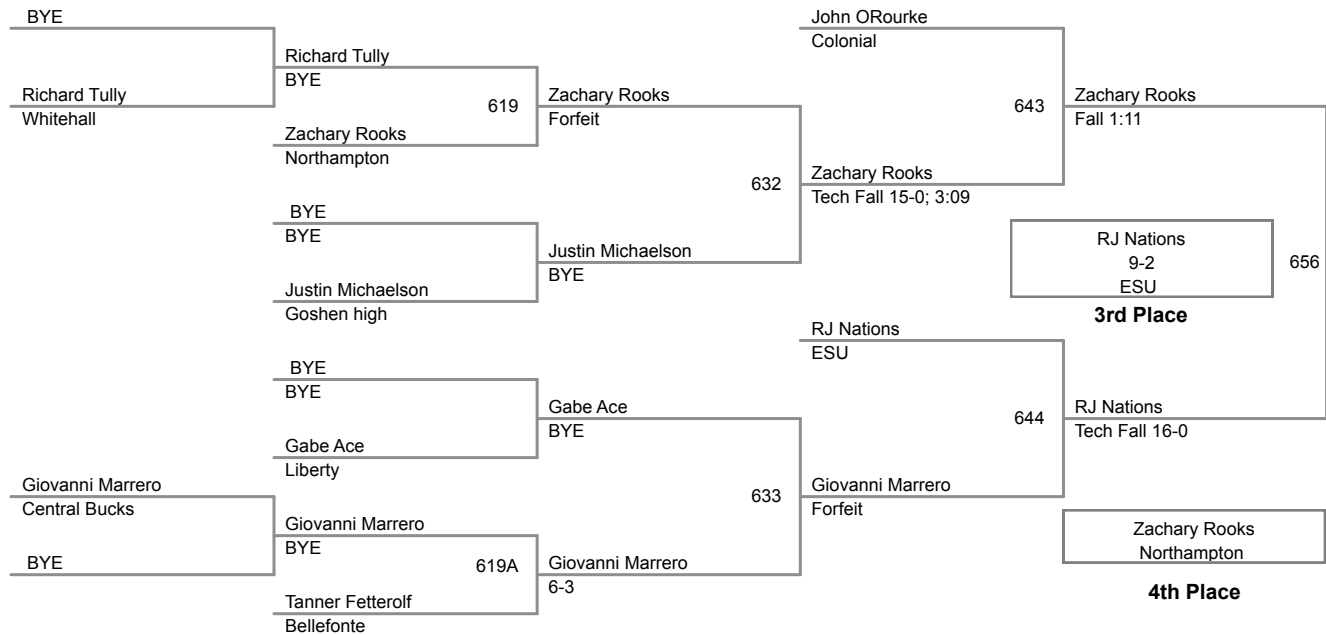 BYE
Richard Tully
Whitehall
Richard Tully
BYE
619
Zachary Rooks
Northampton
Zachary Rooks
Forfeit
BYE
BYE
Justin Michaelson
Goshen high
Justin Michaelson
BYE
632
John ORourke
Colonial
Zachary Rooks
Tech Fall 15-0; 3:09
643
Zachary Rooks
Fall 1:11
RJ Nations
9-2
ESU
656
3rd Place
BYE
BYE
Gabe Ace
Liberty
Gabe Ace
BYE
Giovanni Marrero
Central Bucks
BYE
Giovanni Marrero
BYE
619A
Tanner Fetterolf
Bellefonte
Giovanni Marrero
6-3
633
RJ Nations
ESU
Giovanni Marrero
Forfeit
644
RJ Nations
Tech Fall 16-0
Zachary Rooks
Northampton
4th Place